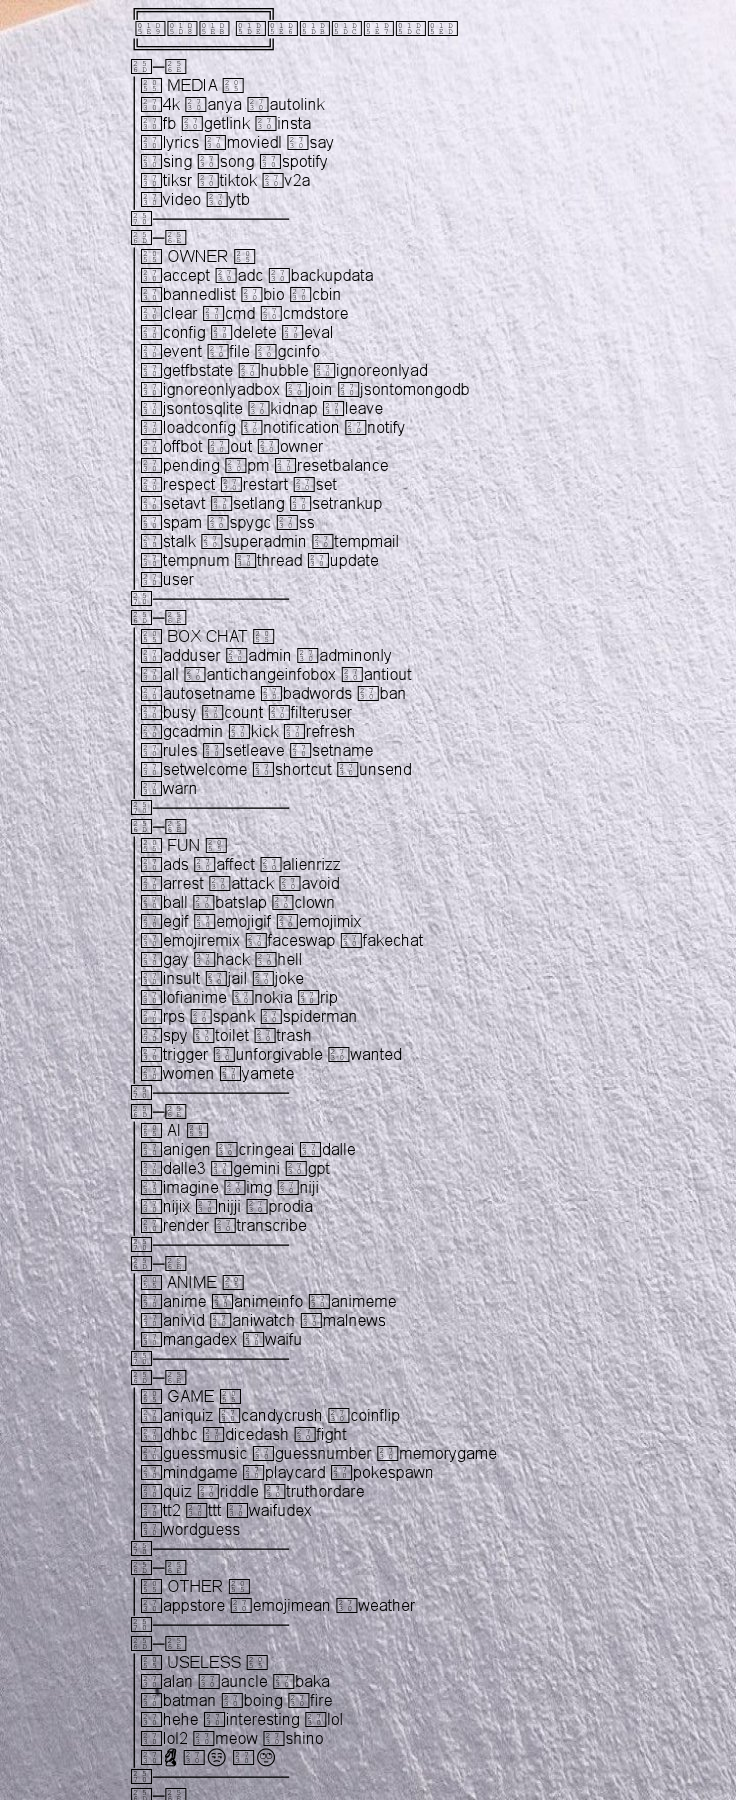 MEDIA
4k anya autolink
fb getlink insta
lyrics moviedl say
sing song spotify
tiksr tiktok v2a
video ytb
OWNER
accept adc backupdata
bannedlist bio cbin
clear cmd cmdstore
config delete eval
event file gcinfo
getfbstate hubble ignoreonlyad
ignoreonlyadbox join jsontomongodb
jsontosqlite kidnap leave
loadconfig notification notify
offbot out owner
pending pm resetbalance
respect restart set
setavt setlang setrankup
spam spygc ss
stalk superadmin tempmail
tempnum thread update
user
BOX CHAT
adduser admin adminonly
all antichangeinfobox antiout
autosetname badwords ban
busy count filteruser
gcadmin kick refresh
rules setleave setname
setwelcome shortcut unsend
warn
FUN
ads affect alienrizz
arrest attack avoid
ball batslap clown
egif emojigif emojimix
emojiremix faceswap fakechat
gay hack hell
insult jail joke
lofianime nokia rip
rps spank spiderman
spy toilet trash
trigger unforgivable wanted
women yamete
AI
anigen cringeai dalle
dalle3 gemini gpt
imagine img niji
nijix nijji prodia
render transcribe
ANIME
anime animeinfo animeme
anivid aniwatch malnews
mangadex waifu
GAME
aniquiz candycrush coinflip
dhbc dicedash fight
guessmusic guessnumber memorygame
mindgame playcard pokespawn
quiz riddle truthordare
tt2 ttt waifudex
wordguess
OTHER
appstore emojimean weather
USELESS
alan auncle baka
batman boing fire
hehe interesting lol
lol2 meow shino